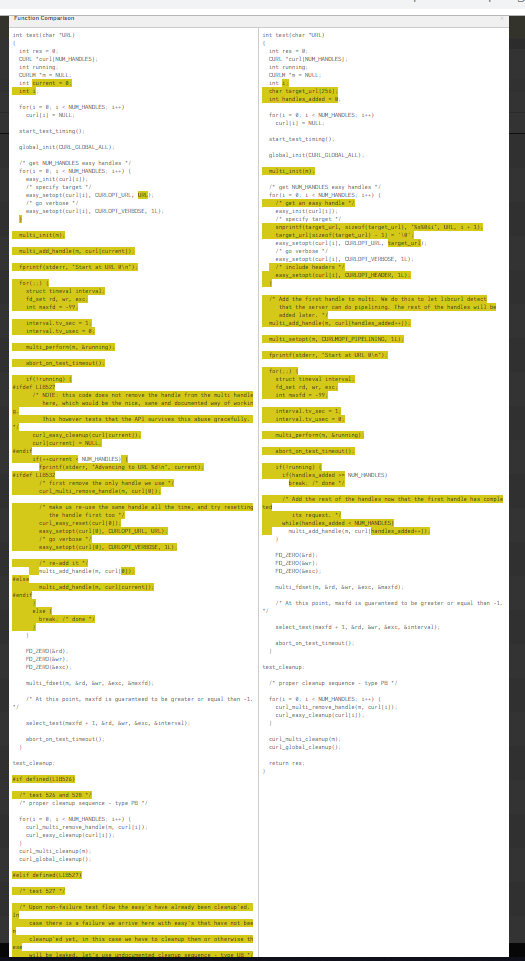 Function Comparison
int test(char *URL)
{
int res = 0;
CURL *curl[NUM_HANDLES];
int running;
CURLM *m = NULL;
int current = 0;
int i;
for(i = 0; i < NUM_HANDLES; i++)
curl[i] = NULL;
start_test_timing();
global_init(CURL_GLOBAL_ALL);
/* get NUM_HANDLES easy handles */
for(i = 0; i < NUM_HANDLES; i++) {
easy_init(curl[i]);
/* specify target */
easy_setopt(curl[i], CURLOPT_URL, URL);
/* go verbose */
easy_setopt(curl[i], CURLOPT_VERBOSE, 1L);
}
multi_init(m);
multi_add_handle(m, curl[current]);
fprintf(stderr, "Start at URL 0\n");
for(;;) {
struct timeval interval;
fd_set rd, wr, exc;
int maxfd = -99;
interval.tv_sec = 1;
interval.tv_usec = 0;
multi_perform(m, &running);
abort_on_test_timeout();
if(!running) {
#ifdef LIB527
/* NOTE: this code does not remove the handle from the multi handle
here, which would be the nice, sane and documented way of workin
g.
This however tests that the API survives this abuse gracefully.
*/
curl_easy_cleanup(curl[current]);
curl[current] = NULL;
#endif
if(++current < NUM_HANDLES) {
fprintf(stderr, "Advancing to URL %d\n", current);
#ifdef LIB532
/* first remove the only handle we use */
curl_multi_remove_handle(m, curl[0]);
/* make us re-use the same handle all the time, and try resetting
the handle first too */
curl_easy_reset(curl[0]);
easy_setopt(curl[0], CURLOPT_URL, URL);
/* go verbose */
easy_setopt(curl[0], CURLOPT_VERBOSE, 1L);
/* re-add it */
multi_add_handle(m, curl[0]);
#else
multi_add_handle(m, curl[current]);
#endif
}
else {
break; /* done */
}
}
FD_ZERO(&rd);
FD_ZERO(&wr);
FD_ZERO(&exc);
multi_fdset(m, &rd, &wr, &exc, &maxfd);
/* At this point, maxfd is guaranteed to be greater or equal than -1.
*/
select_test(maxfd + 1, &rd, &wr, &exc, &interval);
abort_on_test_timeout();
}
test_cleanup:
#if defined(LIB526)
/* test 526 and 528 */
/* proper cleanup sequence - type PB */
for(i = 0; i < NUM_HANDLES; i++) {
curl_multi_remove_handle(m, curl[i]);
curl_easy_cleanup(curl[i]);
}
curl_multi_cleanup(m);
curl_global_cleanup();
#elif defined(LIB527)
/* test 527 */
/* Upon non-failure test flow the easy's have already been cleanup'ed.
In
case there is a failure we arrive here with easy's that have not bee
n
cleanup'ed yet, in this case we have to cleanup them or otherwise th
ese
will be leaked, let's use undocumented cleanup sequence - type UB */
int test(char *URL)
{
int res = 0;
CURL *curl[NUM_HANDLES];
int running;
CURLM *m = NULL;
int i;
char target_url[256];
int handles_added = 0;
for(i = 0; i < NUM_HANDLES; i++)
curl[i] = NULL;
start_test_timing();
global_init(CURL_GLOBAL_ALL);
multi_init(m);
/* get NUM_HANDLES easy handles */
for(i = 0; i < NUM_HANDLES; i++) {
/* get an easy handle */
easy_init(curl[i]);
/* specify target */
snprintf(target_url, sizeof(target_url), "%s%04i", URL, i + 1);
target_url[sizeof(target_url) - 1] = '\0';
easy_setopt(curl[i], CURLOPT_URL, target_url);
/* go verbose */
easy_setopt(curl[i], CURLOPT_VERBOSE, 1L);
/* include headers */
easy_setopt(curl[i], CURLOPT_HEADER, 1L);
}
/* Add the first handle to multi. We do this to let libcurl detect
that the server can do pipelining. The rest of the handles will be
added later. */
multi_add_handle(m, curl[handles_added++]);
multi_setopt(m, CURLMOPT_PIPELINING, 1L);
fprintf(stderr, "Start at URL 0\n");
for(;;) {
struct timeval interval;
fd_set rd, wr, exc;
int maxfd = -99;
interval.tv_sec = 1;
interval.tv_usec = 0;
multi_perform(m, &running);
abort_on_test_timeout();
if(!running) {
if(handles_added >= NUM_HANDLES)
break; /* done */
/* Add the rest of the handles now that the first handle has comple
ted
its request. */
while(handles_added < NUM_HANDLES)
multi_add_handle(m, curl[handles_added++]);
}
FD_ZERO(&rd);
FD_ZERO(&wr);
FD_ZERO(&exc);
multi_fdset(m, &rd, &wr, &exc, &maxfd);
/* At this point, maxfd is guaranteed to be greater or equal than -1.
*/
select_test(maxfd + 1, &rd, &wr, &exc, &interval);
abort_on_test_timeout();
}
test_cleanup:
/* proper cleanup sequence - type PB */
for(i = 0; i < NUM_HANDLES; i++) {
curl_multi_remove_handle(m, curl[i]);
curl_easy_cleanup(curl[i]);
}
curl_multi_cleanup(m);
curl_global_cleanup();
return res;
}